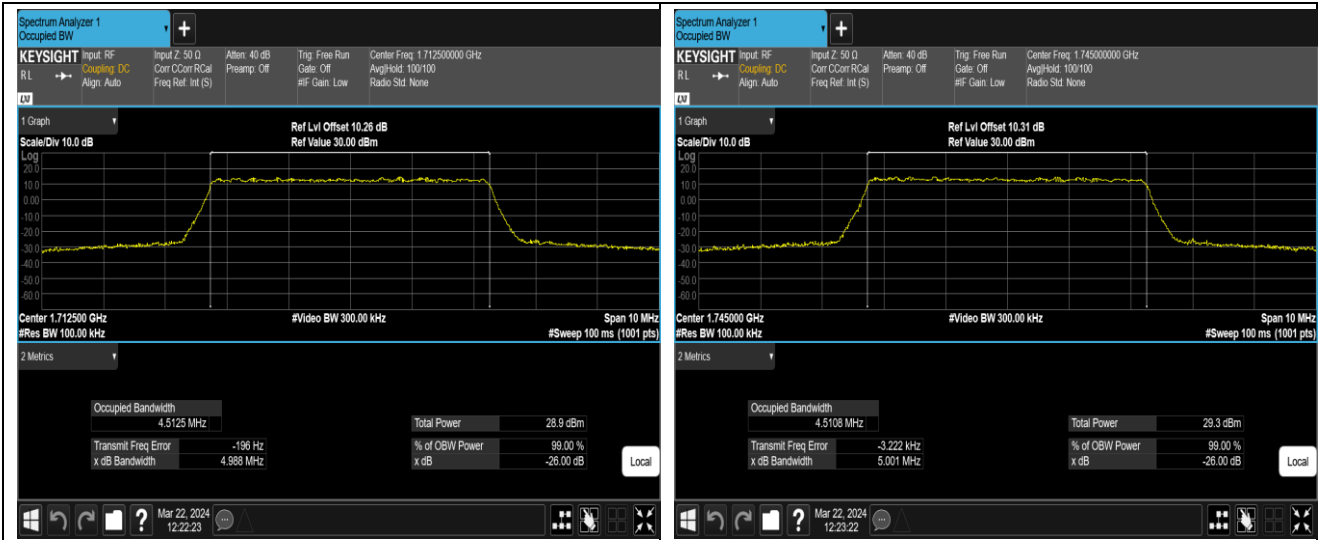 Spectrum Analyzer 1
Occupied BW
+
KEYSIGHT Input: RF Input Z: 50 Ω Atten: 40 dB Trig: Free Run Center Freq: 1.712500000 GHz
RL Coupling: DC Corr CCorr RCal Preamp: Off Gate: Off Avg|Hold: 100/100
Align: Auto Freq Ref: Int (S) #IF Gain: Low Radio Std: None
LXI
1 Graph
Ref Lvl Offset 10.26 dB
Scale/Div 10.0 dB Ref Value 30.00 dBm
Log
20.0
10.0
0.00
-10.0
-20.0
-30.0
-40.0
-50.0
-60.0
Center 1.712500 GHz #Video BW 300.00 kHz Span 10 MHz
#Res BW 100.00 kHz #Sweep 100 ms (1001 pts)
2 Metrics
Occupied Bandwidth
4.5125 MHz Total Power 28.9 dBm
Transmit Freq Error -196 Hz % of OBW Power 99.00 %
x dB Bandwidth 4.988 MHz x dB -26.00 dB
Local
?
Mar 22, 2024
12:22:23
Spectrum Analyzer 1
Occupied BW
+
KEYSIGHT Input: RF Input Z: 50 Ω Atten: 40 dB Trig: Free Run Center Freq: 1.745000000 GHz
RL Coupling: DC Corr CCorr RCal Preamp: Off Gate: Off Avg|Hold: 100/100
Align: Auto Freq Ref: Int (S) #IF Gain: Low Radio Std: None
LXI
1 Graph
Ref Lvl Offset 10.31 dB
Scale/Div 10.0 dB Ref Value 30.00 dBm
Log
20.0
10.0
0.00
-10.0
-20.0
-30.0
-40.0
-50.0
-60.0
Center 1.745000 GHz #Video BW 300.00 kHz Span 10 MHz
#Res BW 100.00 kHz #Sweep 100 ms (1001 pts)
2 Metrics
Occupied Bandwidth
4.5108 MHz Total Power 29.3 dBm
Transmit Freq Error -3.222 kHz % of OBW Power 99.00 %
x dB Bandwidth 5.001 MHz x dB -26.00 dB
Local
?
Mar 22, 2024
12:23:22